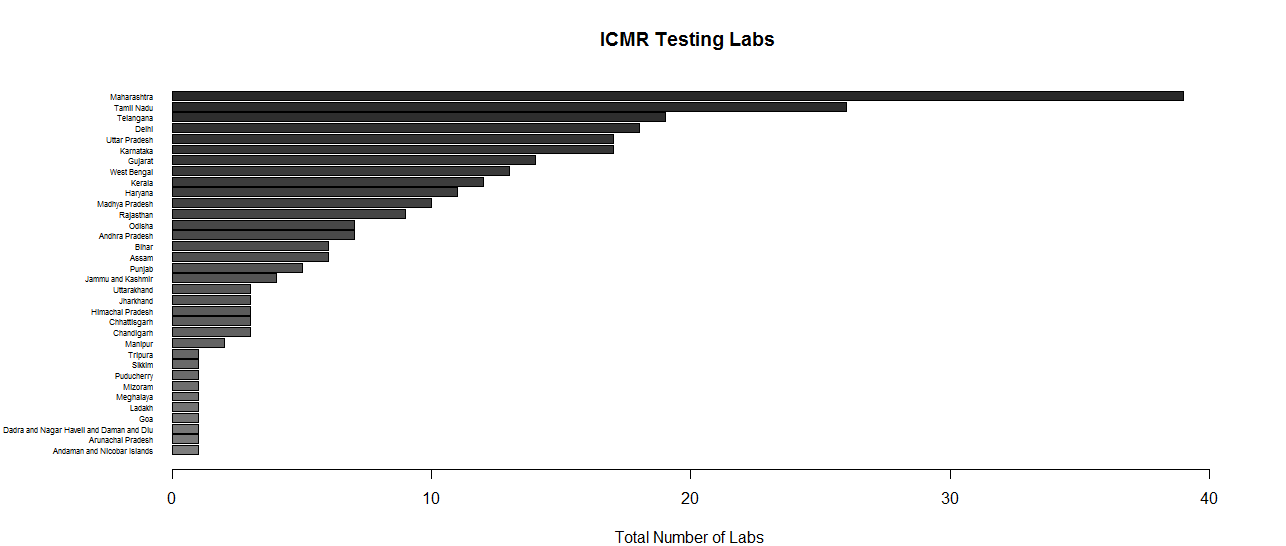 ICMR Testing Labs
Maharashtra
Tamil Nadu
Telangana
Delhi
Uttar Pradesh
Karnataka
Gujarat
West Bengal
Kerala
Haryana
Madhya Pradesh
Rajasthan
Odisha
Andhra Pradesh
Bihar
Assam
Punjab
Jammu and Kashmir
Uttarakhand
Jharkhand
Himachal Pradesh
Chhattisgarh
Chandigarh
Manipur
Tripura
Sikkim
Puducherry
Mizoram
Meghalaya
Ladakh
Goa
Dadra and Nagar Haveli and Daman and Diu
Arunachal Pradesh
Andaman and Nicobar Islands
0 10 20 30 40
Total Number of Labs